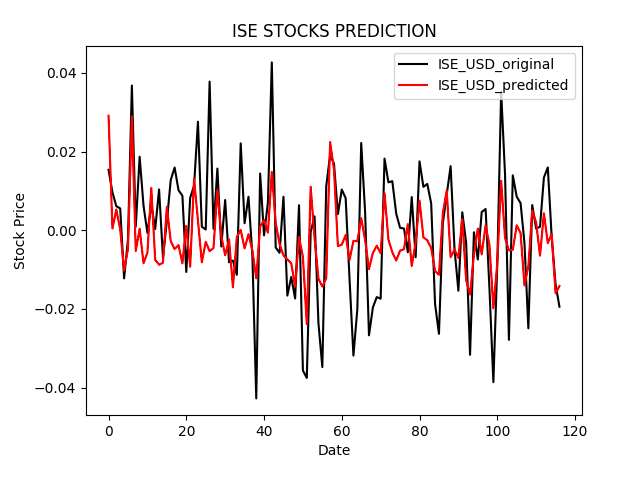 ISE STOCKS PREDICTION
ISE_USD_original
ISE_USD_predicted
0.04
0.02
0.00
−0.02
−0.04
Stock Price
0 20 40 60 80 100 120
Date